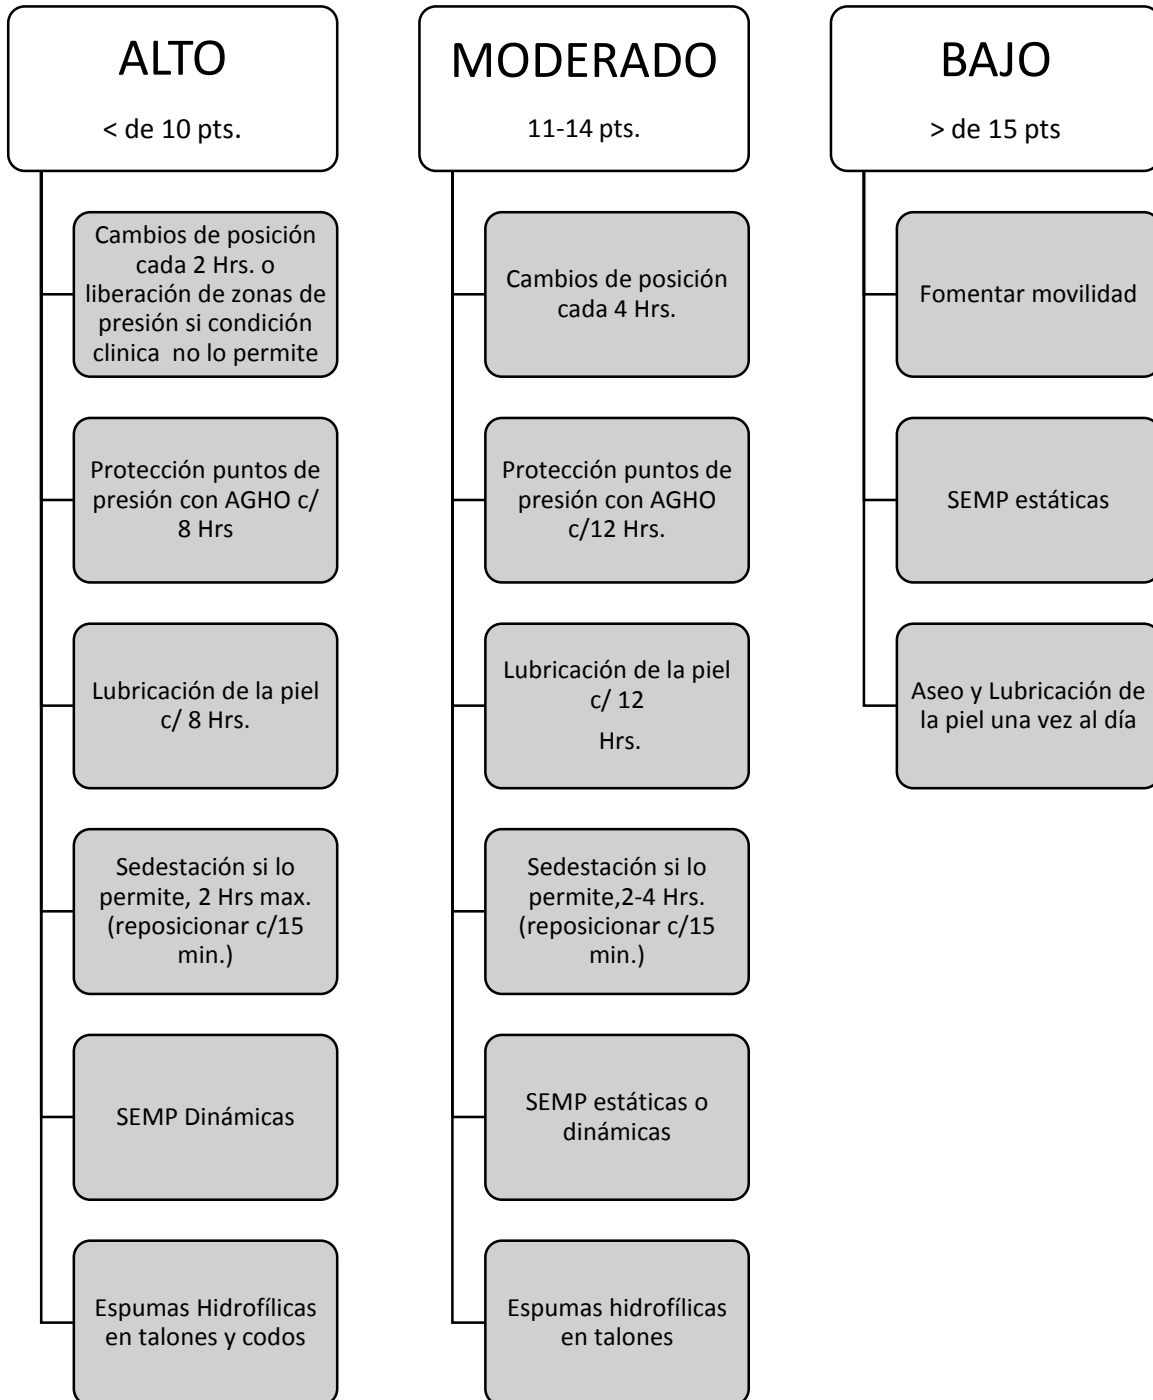 ALTO
< de 10 pts.
Cambios de posición
cada 2 Hrs. o
liberación de zonas de
presión si condición
clinica  no lo permite
Protección puntos de
presión con AGHO c/
8 Hrs
Lubricación de la piel
c/ 8 Hrs.
Sedestación si lo
permite, 2 Hrs max.
(reposicionar c/15
min.)
SEMP Dinámicas
Espumas Hidrofílicas
en talones y codos
MODERADO
11-14 pts.
Cambios de posición
cada 4 Hrs.
Protección puntos de
presión con AGHO
c/12 Hrs.
Lubricación de la piel
c/ 12
Hrs.
Sedestación si lo
permite,2-4 Hrs.
(reposicionar c/15
min.)
SEMP estáticas o
dinámicas
Espumas hidrofílicas
en talones
BAJO
> de 15 pts
Fomentar movilidad
SEMP estáticas
Aseo y Lubricación de
la piel una vez al día